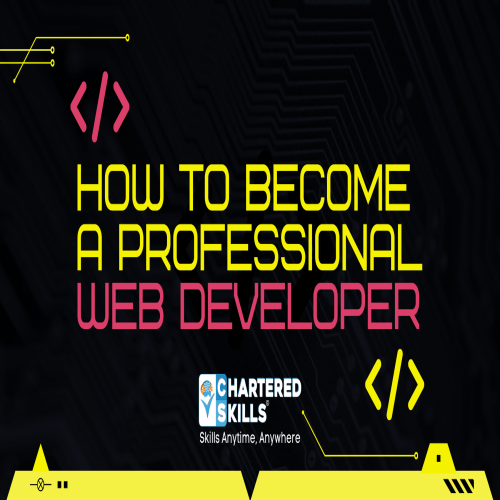 </>
HOW TO BECOME
A PROFESSIONAL
WEB DEVELOPER
</>
CHARTERED
SKILLS
Skills Anytime, Anywhere